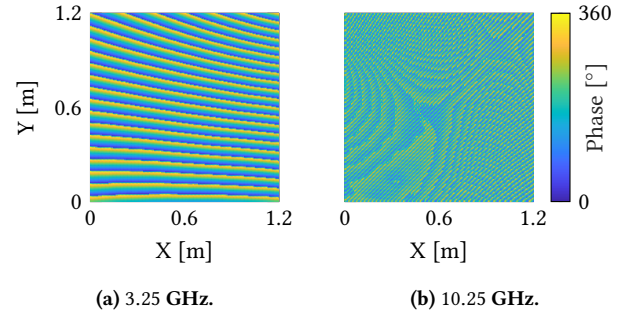 1.2
0.6
0
Y [m]
0 0.6 1.2
X [m]
(a) 3.25 GHz.
0 0.6 1.2
X [m]
(b) 10.25 GHz.
360
0
Phase [°]